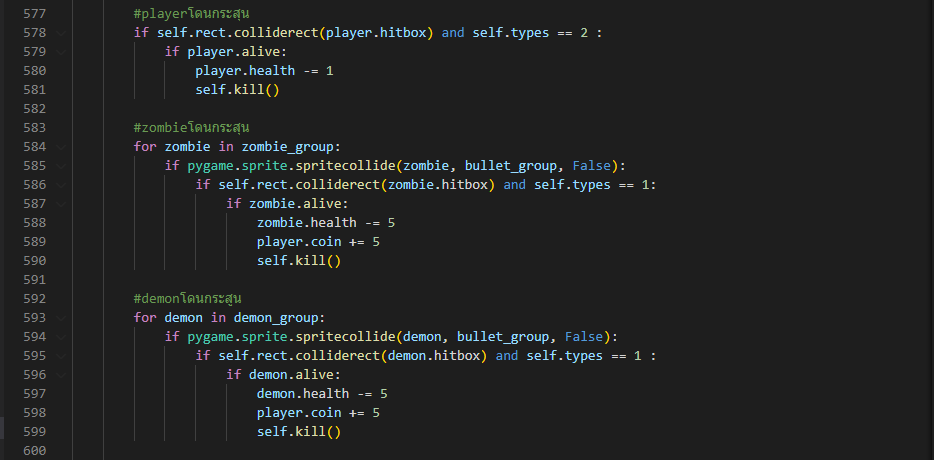 577 #playerโดนกระสุน
578 if self.rect.colliderect(player.hitbox) and self.types == 2 :
579 if player.alive:
580 player.health -= 1
581 self.kill()
582
583 #zombieโดนกระสุน
584 for zombie in zombie_group:
585 if pygame.sprite.spritecollide(zombie, bullet_group, False):
586 if self.rect.colliderect(zombie.hitbox) and self.types == 1:
587 if zombie.alive:
588 zombie.health -= 5
589 player.coin += 5
590 self.kill()
591
592 #demonโดนกระสูน
593 for demon in demon_group:
594 if pygame.sprite.spritecollide(demon, bullet_group, False):
595 if self.rect.colliderect(demon.hitbox) and self.types == 1 :
596 if demon.alive:
597 demon.health -= 5
598 player.coin += 5
599 self.kill()
600